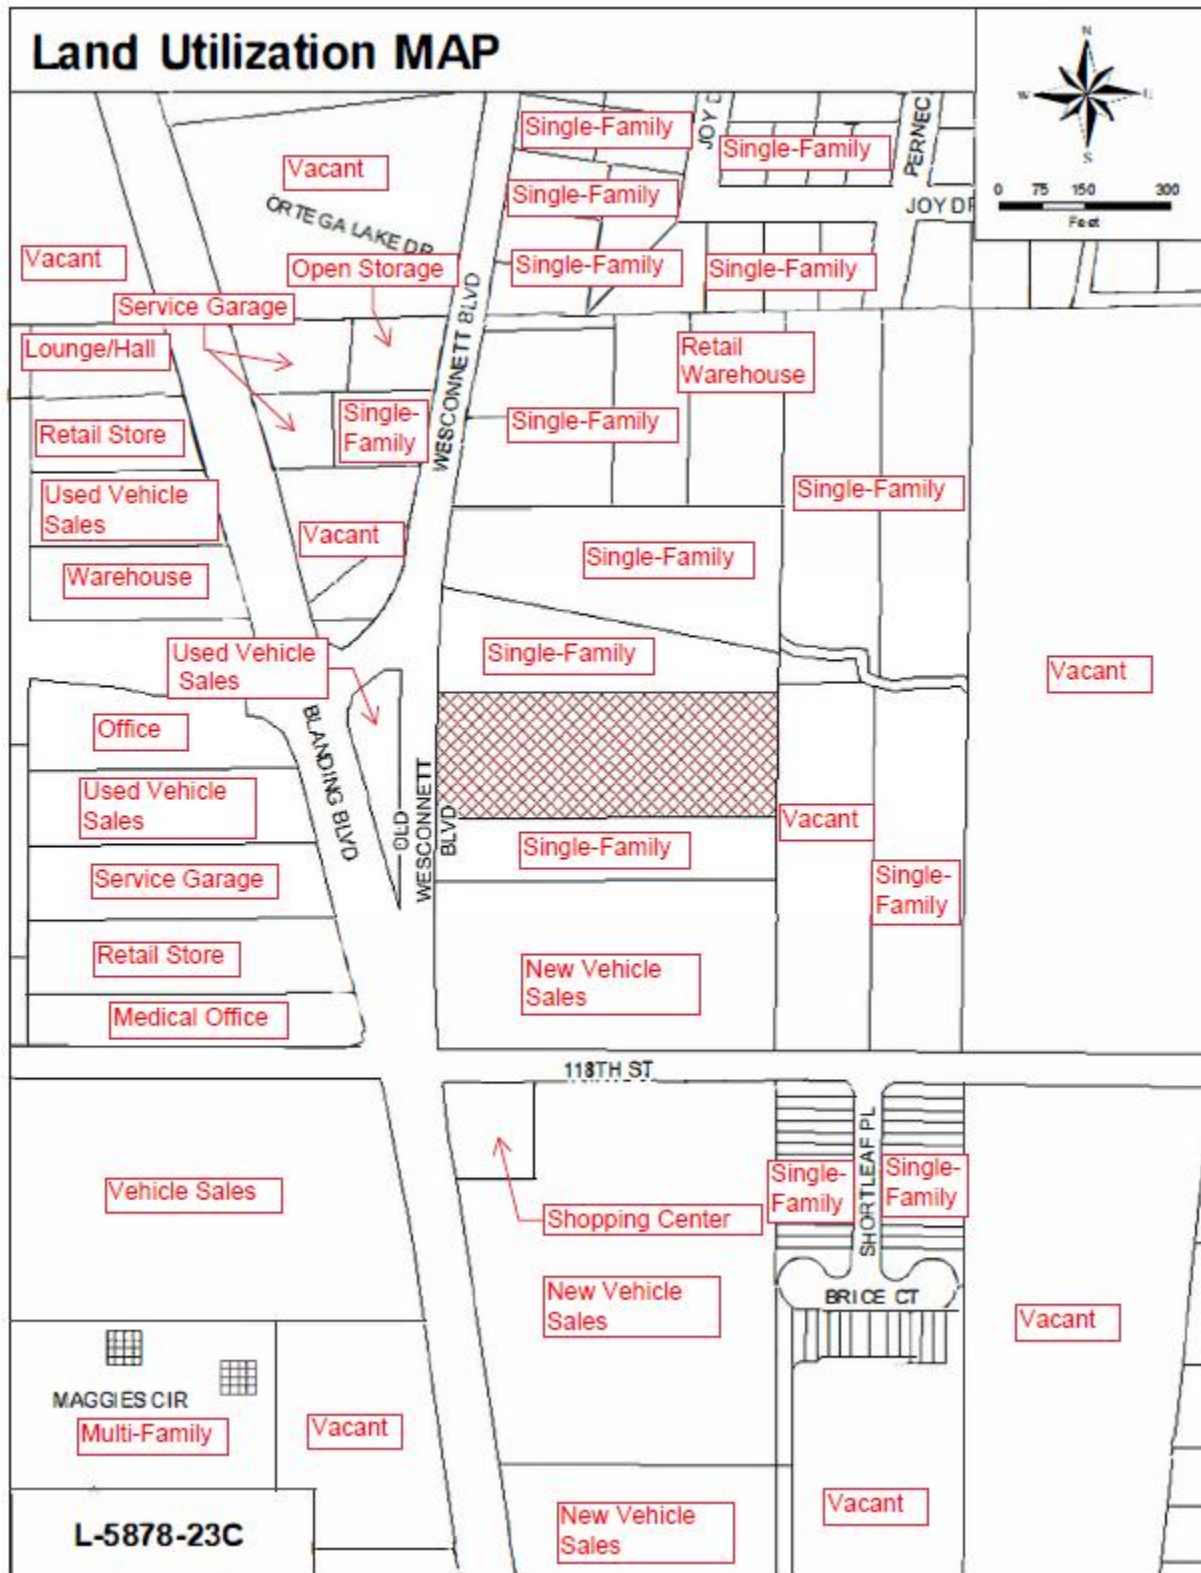 Land Utilization MAP
N
W
E
S
0 75 150 300
Feet
Single-Family
JOY D
Single-Family
PERNEC
Vacant
Single-Family
JOY DR
ORTEGA LAKE DR
Vacant
Open Storage
Single-Family
Single-Family
Service Garage
WESCONNETT BLVD
Lounge/Hall
Retail
Warehouse
Single-
Family
Single-Family
Retail Store
Used Vehicle
Sales
Single-Family
Vacant
Single-Family
Warehouse
Used Vehicle
Sales
Single-Family
Vacant
Office
BLANDING BLVD
OLD
WESCONNETT
BLVD
Used Vehicle
Sales
Vacant
Single-Family
Service Garage
Single-
Family
Retail Store
New Vehicle
Sales
Medical Office
118TH ST
SHORTLEAF PL
Single-
Family
Single-
Family
Vehicle Sales
Shopping Center
New Vehicle
Sales
BRICE CT
Vacant
MAGGIES CIR
Multi-Family
Vacant
Vacant
New Vehicle
Sales
L-5878-23C